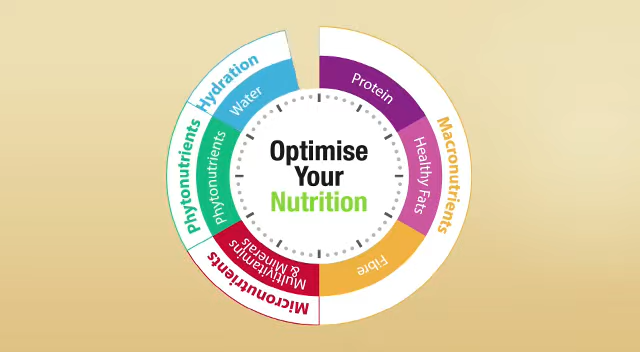 Optimise
Your
Nutrition
Protein
Healthy Fats
Fibre
Multivitamins
& Minerals
Phytonutrients
Water
Macronutrients
Micronutrients
Phytonutrients
Hydration